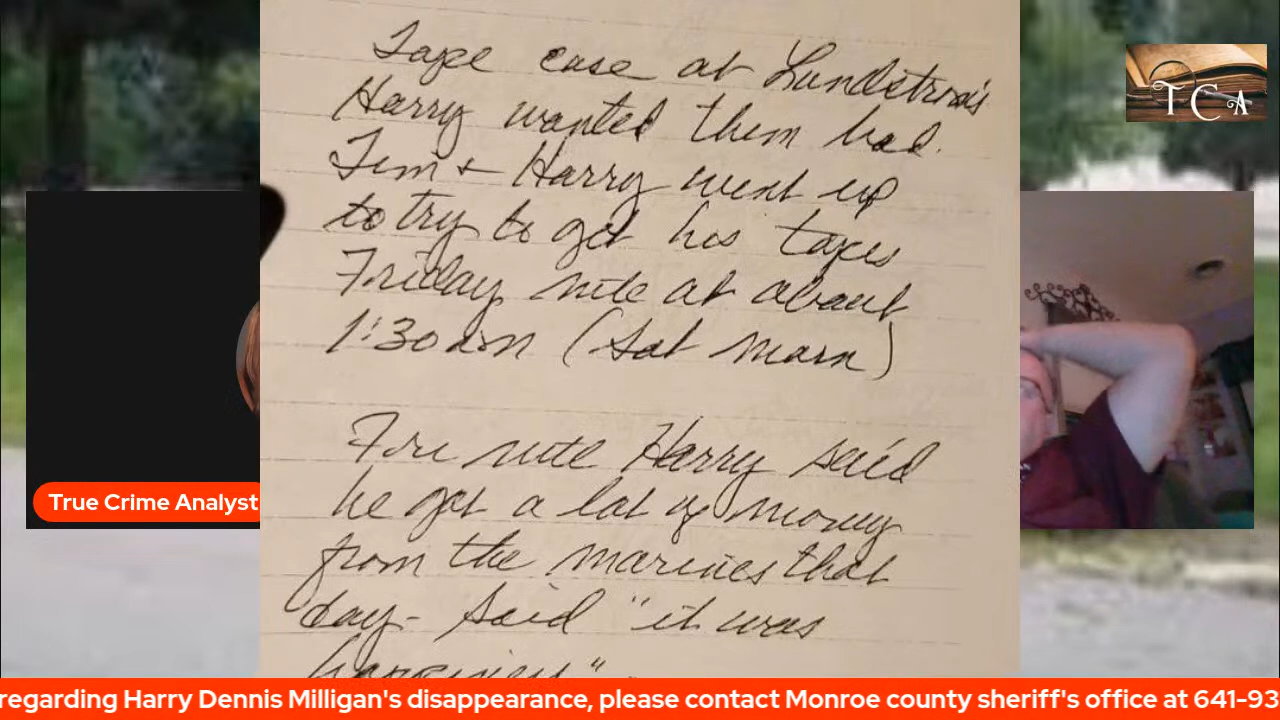 Tape case at Lundstrom's
Harry wanted them bad.
Jim + Harry went up
to try to get his tapes
Friday nite at about
1:30 am (Sat morn)
Fri nite Harry said
he got a lot of money
from the marines that
day - Said "it was
TCA
True Crime Analyst
regarding Harry Dennis Milligan's disappearance, please contact Monroe county sheriff's office at 641-93